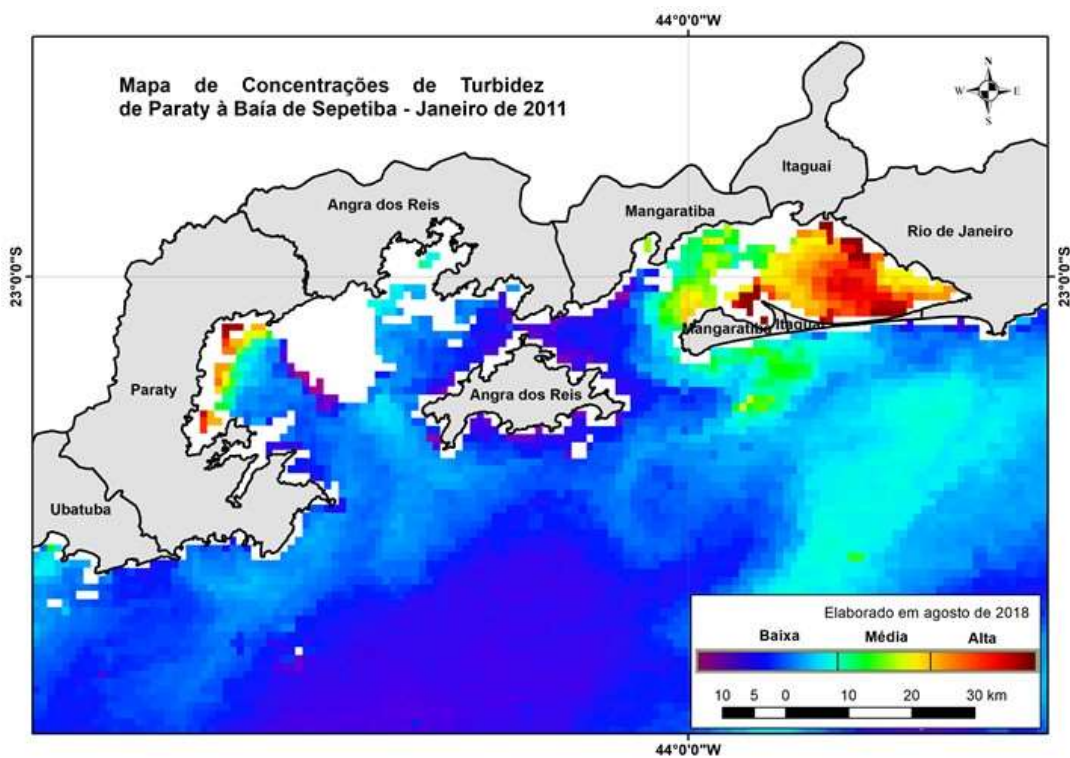 44°0'0"W
Mapa de Concentrações de Turbidez
de Paraty à Baía de Sepetiba - Janeiro de 2011
N
W E
S
Itaguaí
Angra dos Reis
Mangaratiba
Rio de Janeiro
23°0'0"S
23°0'0"S
Mangaratiba
Itaguaí
Paraty
Angra dos Reis
Ubatuba
Elaborado em agosto de 2018
Baixa Média Alta
10 5 0 10 20 30 km
44°0'0"W